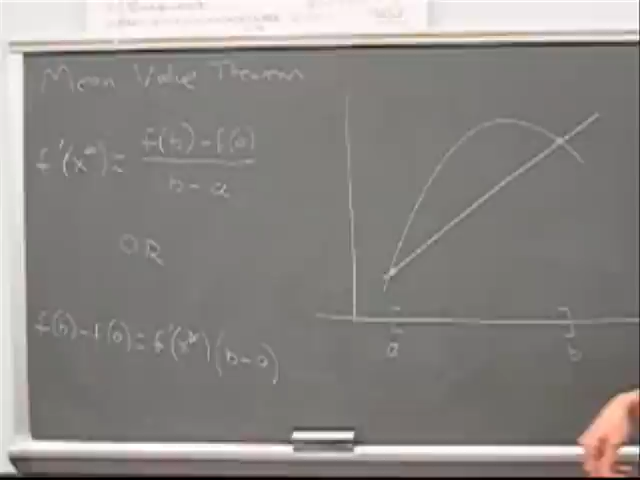 Mean Value Theorem
f'(x*) = f(b) - f(a) / b - a
OR
f(b) - f(a) = f'(x*)(b - a)
[ ]
a b